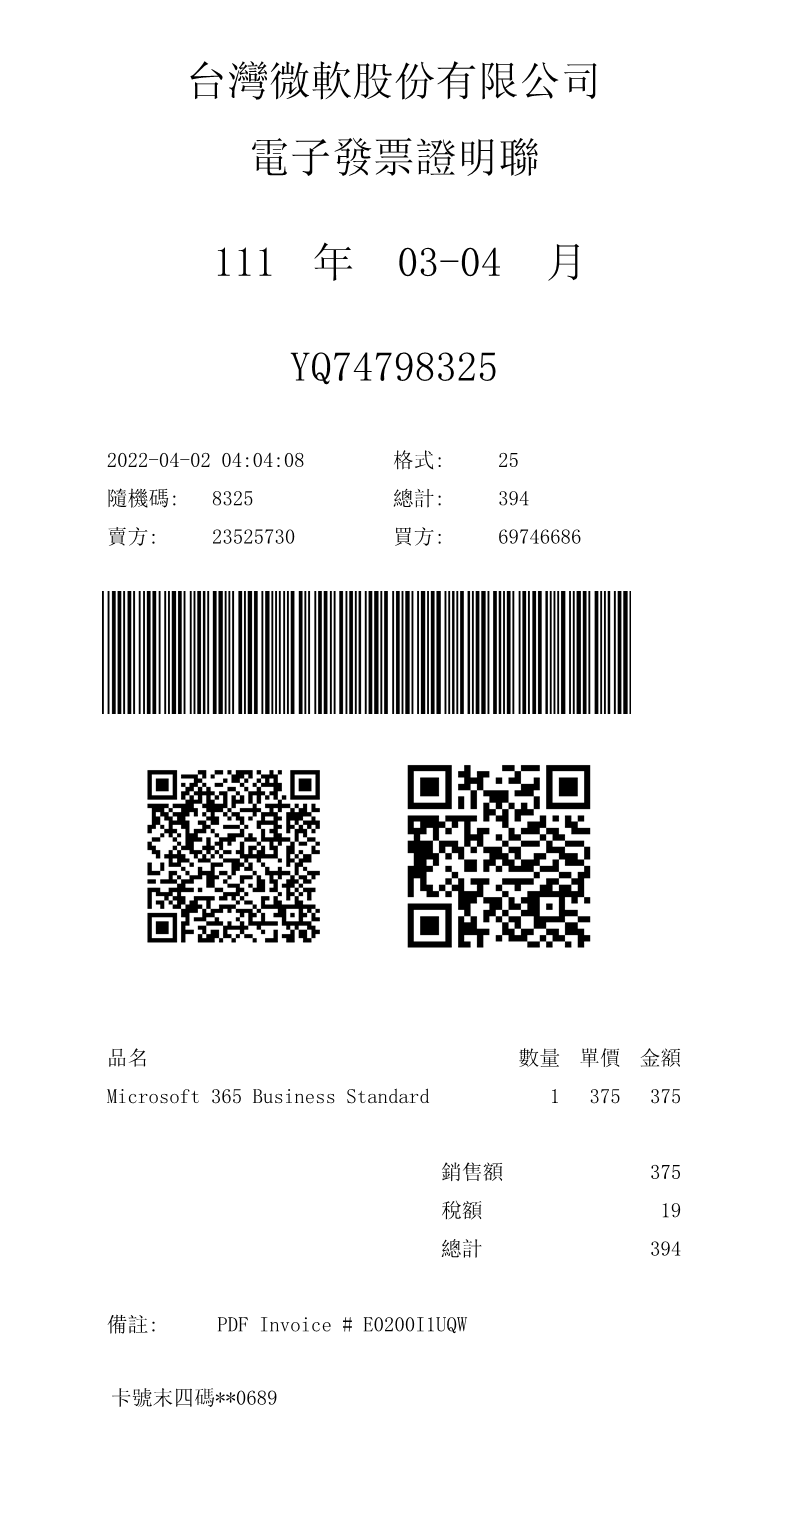 台灣微軟股份有限公司
電子發票證明聯
111 年 03-04 月
YQ74798325
2022-04-02 04:04:08 格式: 25
隨機碼: 8325 總計: 394
賣方: 23525730 買方: 69746686
品名 數量 單價 金額
Microsoft 365 Business Standard 1 375 375
銷售額 375
稅額 19
總計 394
備註: PDF Invoice # E0200I1UQW
卡號末四碼**0689